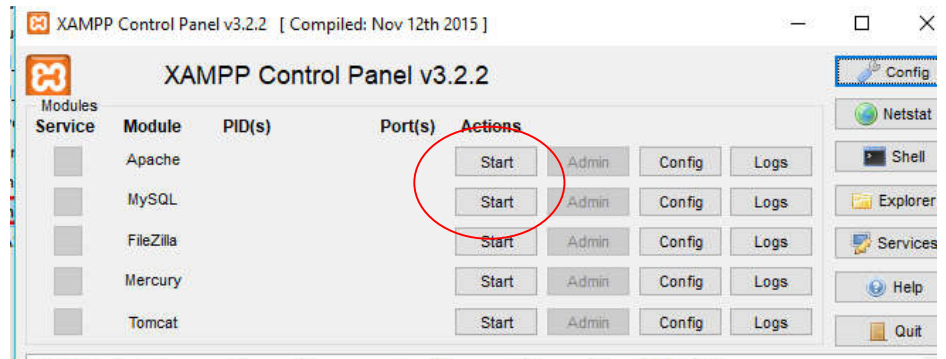 XAMPP Control Panel v3.2.2 [ Compiled: Nov 12th 2015 ]
XAMPP Control Panel v3.2.2
Config
Modules
Service Module PID(s) Port(s) Actions
Netstat
Apache Start Admin Config Logs
Shell
MySQL Start Admin Config Logs
Explorer
FileZilla Start Admin Config Logs
Services
Mercury Start Admin Config Logs
Help
Tomcat Start Admin Config Logs
Quit